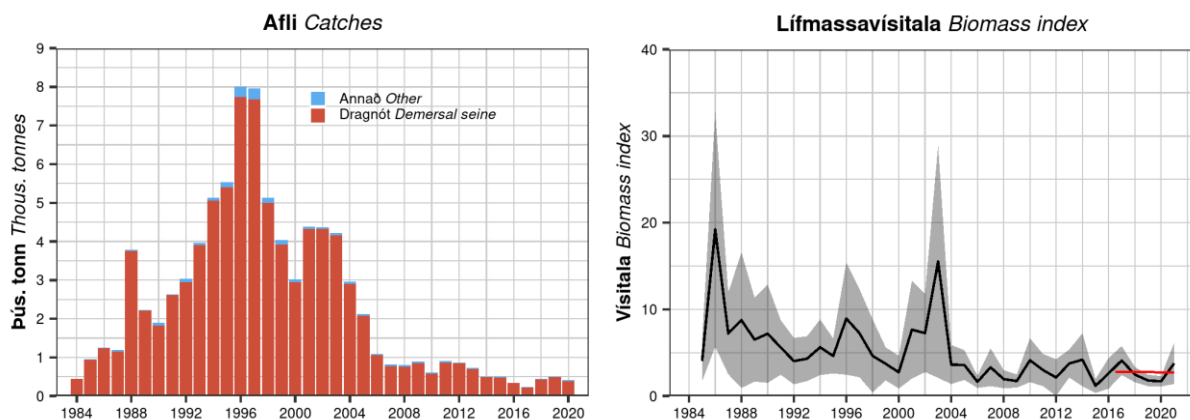 Afli Catches
Þús. tonn Thous. tonnes
9
8
7
6
5
4
3
2
1
0
Annað Other
Dragnót Demersal seine
1984 1988 1992 1996 2000 2004 2008 2012 2016 2020
Lífmassavísitala Biomass index
Vísitala Biomass index
40
30
20
10
0
1984 1988 1992 1996 2000 2004 2008 2012 2016 2020